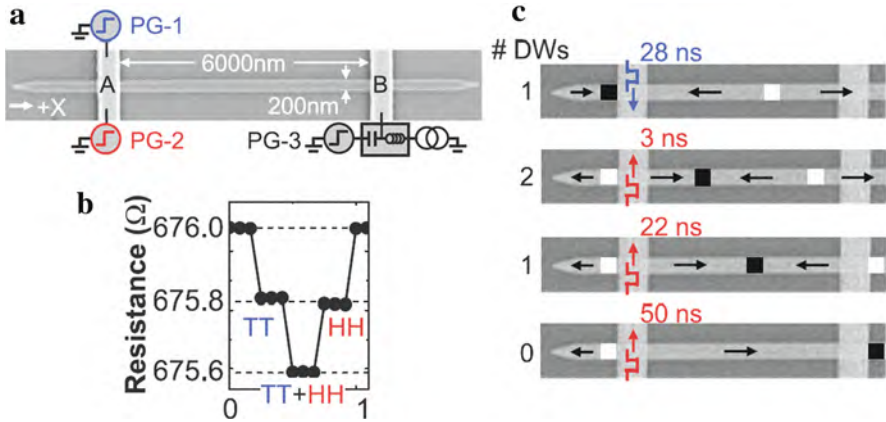 a
PG-1
6000nm
A
B
200nm
+X
PG-2
PG-3
b
Resistance (Ω)
676.0
675.8
675.6
TT
HH
TT+HH
0
1
c
# DWs
28 ns
1
3 ns
2
22 ns
1
50 ns
0